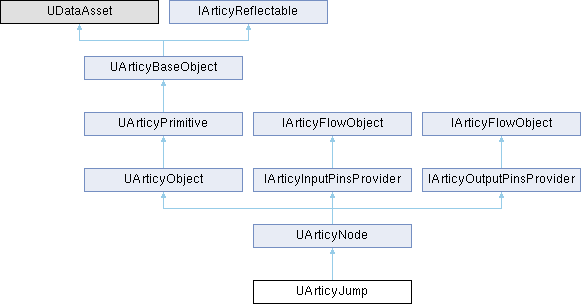 UDataAsset
IArticyReflectable
UArticyBaseObject
UArticyPrimitive
IArticyFlowObject
IArticyFlowObject
UArticyObject
IArticyInputPinsProvider
IArticyOutputPinsProvider
UArticyNode
UArticyJump